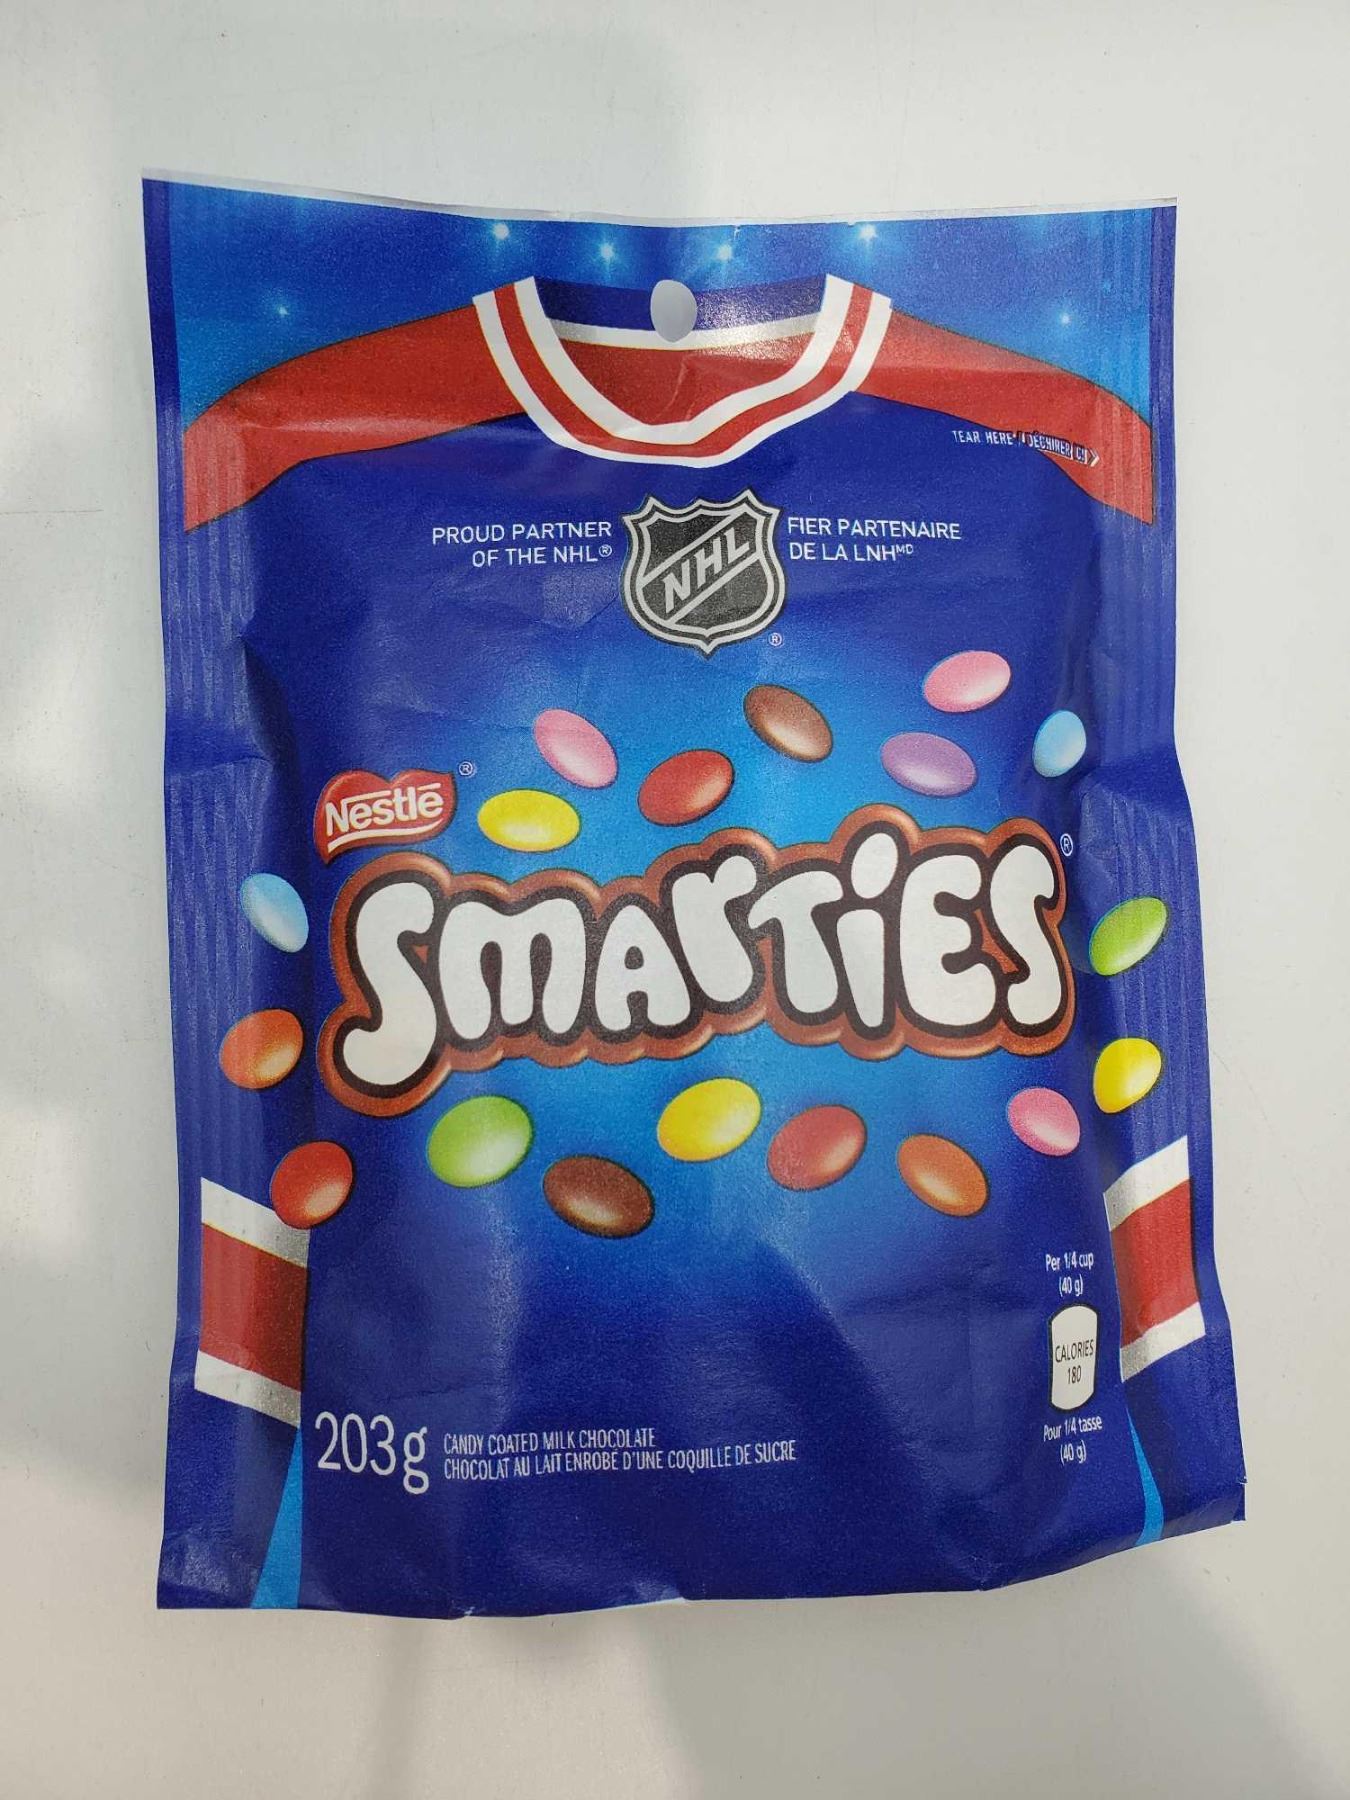 TEAR HERE / DÉCHIRER ICI
PROUD PARTNER
OF THE NHL®
NHL
®
FIER PARTENAIRE
DE LA LNHᴹᴰ
Nestlé®
SMARTIES®
Per 1/4 cup
(40 g)
CALORIES
180
Pour 1/4 tasse
(40 g)
203g
CANDY COATED MILK CHOCOLATE
CHOCOLAT AU LAIT ENROBÉ D'UNE COQUILLE DE SUCRE